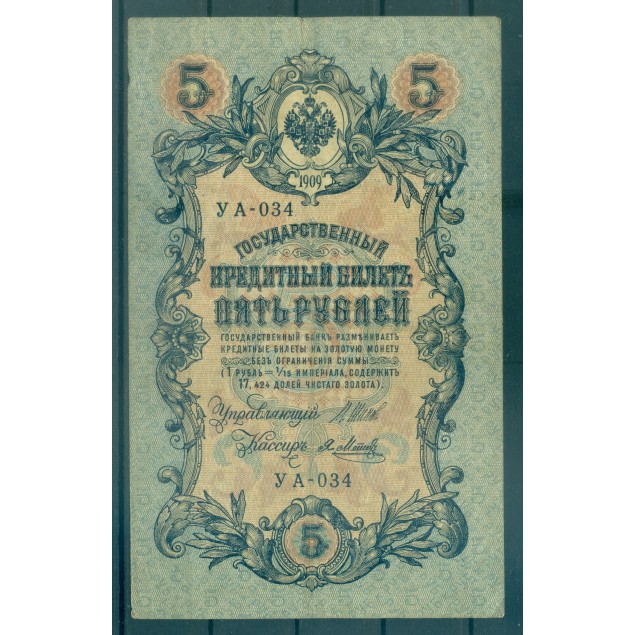 5 5
1909
УА-034
ГОСУДАРСТВЕННЫЙ
КРЕДИТНЫЙ БИЛЕТЪ
ПЯТЬ РУБЛЕЙ
ГОСУДАРСТВЕННЫЙ БАНКЪ РАЗМѢНИВАЕТЪ
КРЕДИТНЫЕ БИЛЕТЫ НА ЗОЛОТУЮ МОНЕТУ
БЕЗЪ ОГРАНИЧЕНІЯ СУММЫ
(1 РУБЛЬ = 1/15 ИМПЕРІАЛА, СОДЕРЖИТЪ
17,424 ДОЛЕЙ ЧИСТАГО ЗОЛОТА).
Управляющій
Кассиръ
УА-034
5